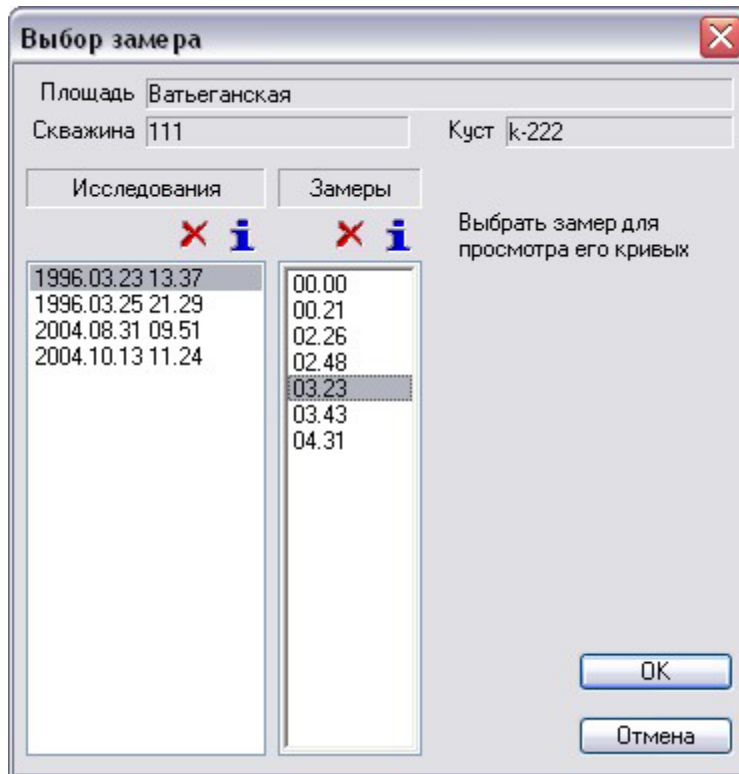 Выбор замера
Площадь Ватьеганская
Скважина 111 Куст k-222
Исследования Замеры
Выбрать замер для
просмотра его кривых
1996.03.23 13.37
1996.03.25 21.29
2004.08.31 09.51
2004.10.13 11.24
00.00
00.21
02.26
02.48
03.23
03.43
04.31
OK
Отмена